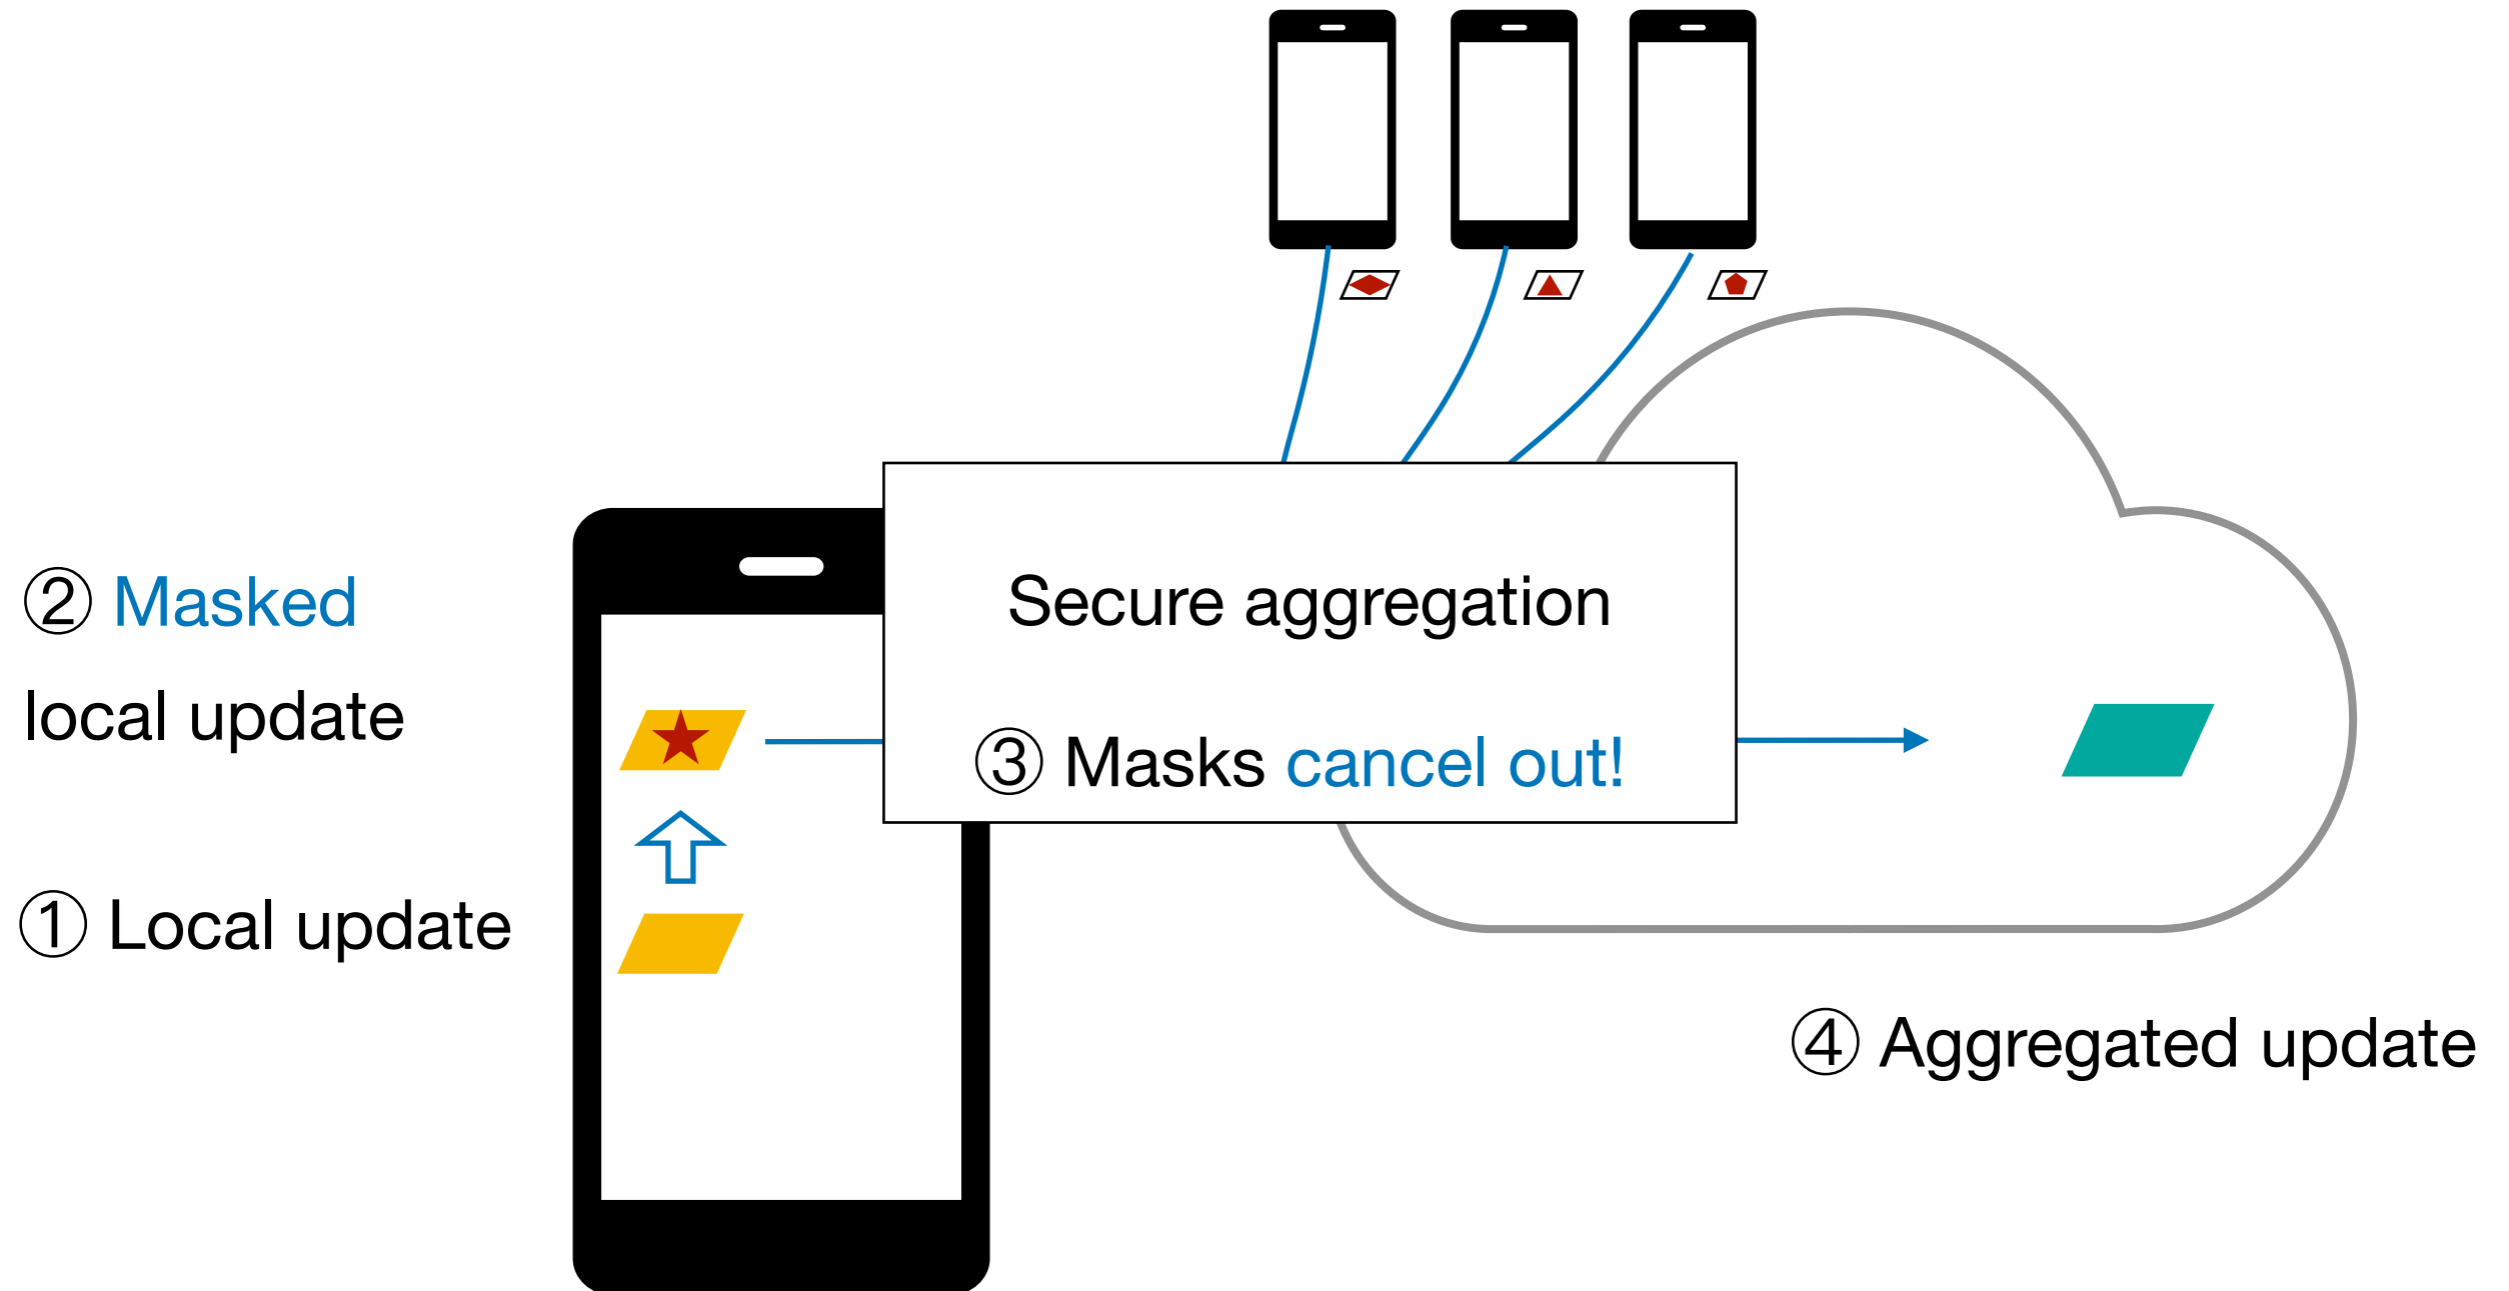 ② Masked
local update
① Local update
Secure aggregation
③ Masks cancel out!
④ Aggregated update